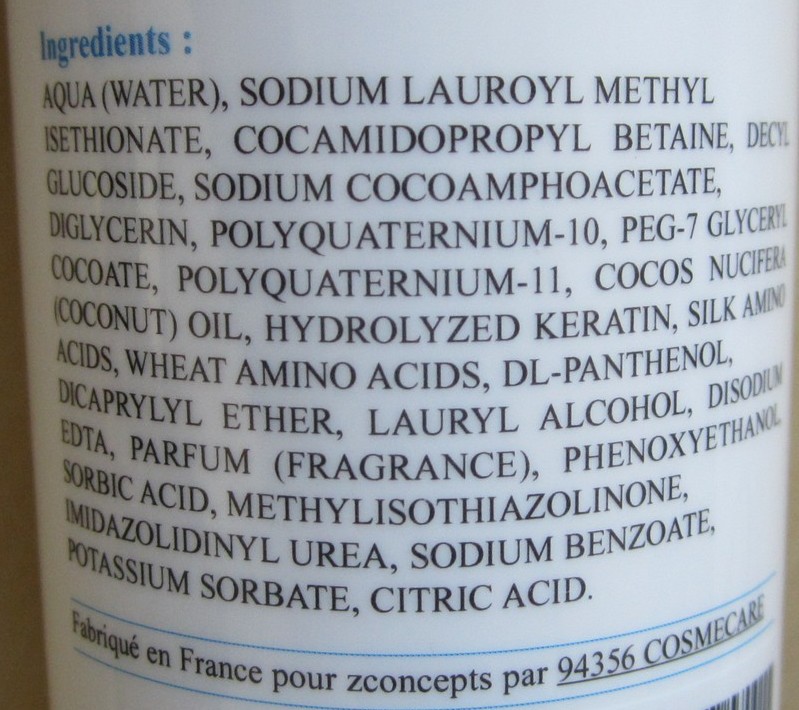 Ingredients :
AQUA (WATER), SODIUM LAUROYL METHYL
ISETHIONATE, COCAMIDOPROPYL BETAINE, DECYL
GLUCOSIDE, SODIUM COCOAMPHOACETATE,
DIGLYCERIN, POLYQUATERNIUM-10, PEG-7 GLYCERYL
COCOATE, POLYQUATERNIUM-11, COCOS NUCIFERA
(COCONUT) OIL, HYDROLYZED KERATIN, SILK AMINO
ACIDS, WHEAT AMINO ACIDS, DL-PANTHENOL,
DICAPRYLYL ETHER, LAURYL ALCOHOL, DISODIUM
EDTA, PARFUM (FRAGRANCE), PHENOXYETHANOL,
SORBIC ACID, METHYLISOTHIAZOLINONE,
IMIDAZOLIDINYL UREA, SODIUM BENZOATE,
POTASSIUM SORBATE, CITRIC ACID.
Fabriqué en France pour zconcepts par 94356 COSMECARE